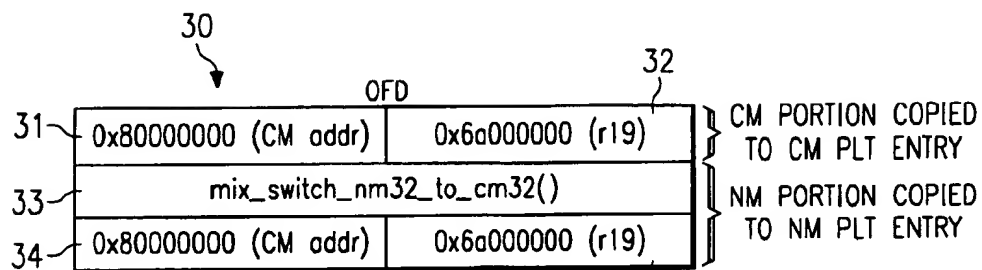 30
32
OFD
31
0x80000000 (CM addr)
0x6a000000 (r19)
CM PORTION COPIED
TO CM PLT ENTRY
33
mix_switch_nm32_to_cm32()
NM PORTION COPIED
TO NM PLT ENTRY
34
0x80000000 (CM addr)
0x6a000000 (r19)